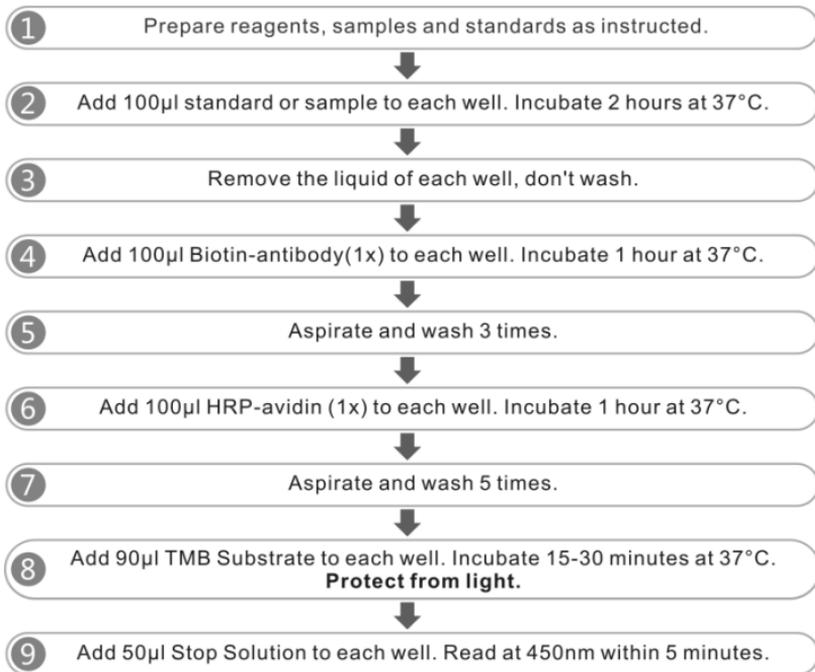 1 Prepare reagents, samples and standards as instructed.
2 Add 100µl standard or sample to each well. Incubate 2 hours at 37°C.
3 Remove the liquid of each well, don't wash.
4 Add 100µl Biotin-antibody(1x) to each well. Incubate 1 hour at 37°C.
5 Aspirate and wash 3 times.
6 Add 100µl HRP-avidin (1x) to each well. Incubate 1 hour at 37°C.
7 Aspirate and wash 5 times.
8 Add 90µl TMB Substrate to each well. Incubate 15-30 minutes at 37°C.
Protect from light.
9 Add 50µl Stop Solution to each well. Read at 450nm within 5 minutes.